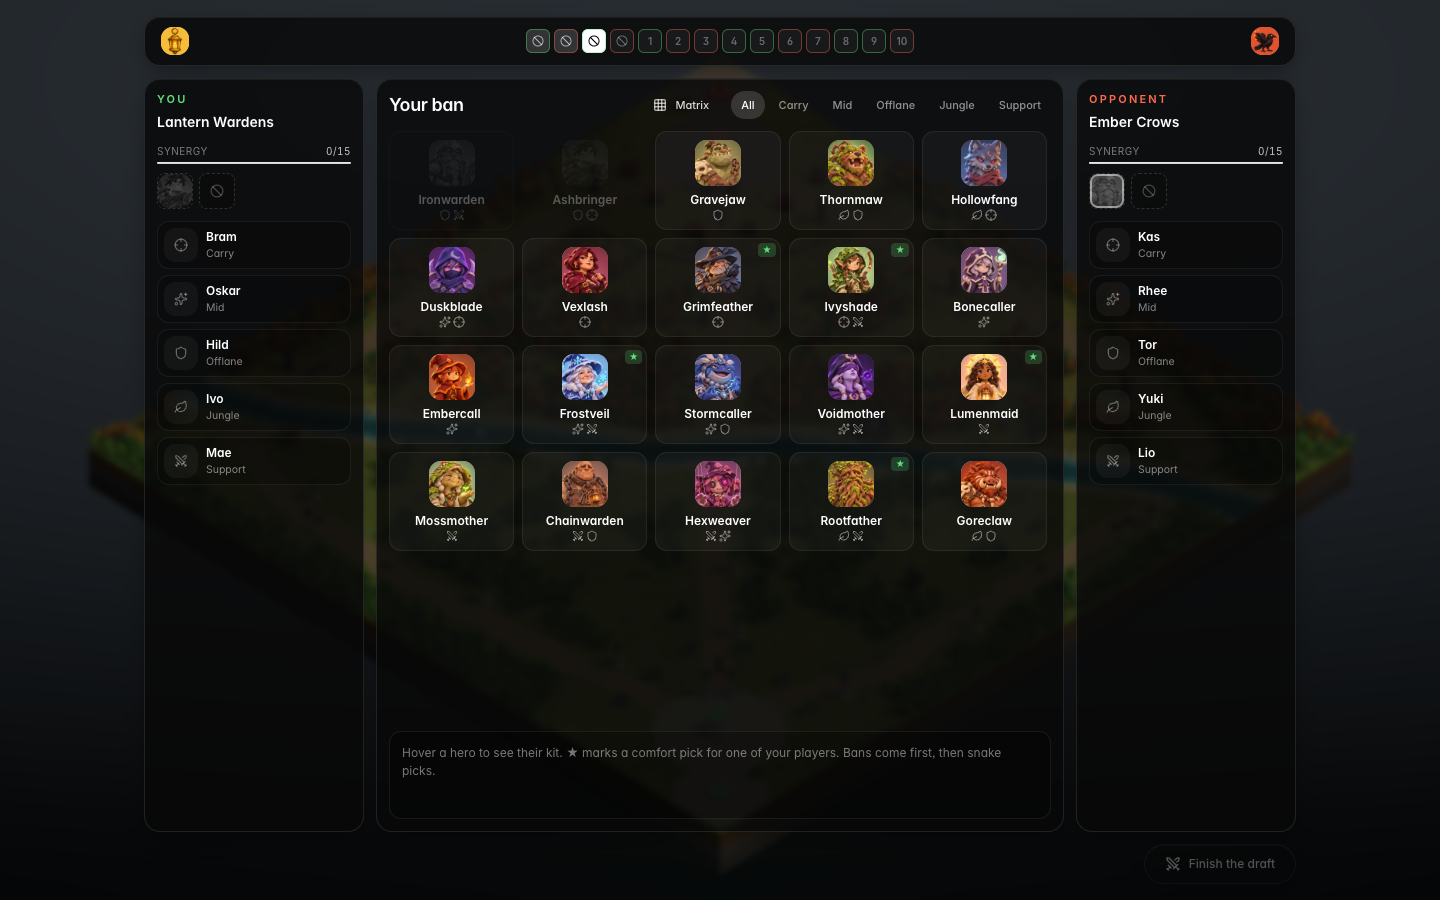 1 2 3 4 5 6 7 8 9 10
YOU
Lantern Wardens
SYNERGY 0/15
Bram
Carry
Oskar
Mid
Hild
Offlane
Ivo
Jungle
Mae
Support
Your ban
Matrix All Carry Mid Offlane Jungle Support
Ironwarden Ashbringer Gravejaw Thornmaw Hollowfang
Duskblade Vexlash Grimfeather Ivyshade Bonecaller
Embercall Frostveil Stormcaller Voidmother Lumenmaid
Mossmother Chainwarden Hexweaver Rootfather Goreclaw
Hover a hero to see their kit. ★ marks a comfort pick for one of your players. Bans come first, then snake
picks.
OPPONENT
Ember Crows
SYNERGY 0/15
Kas
Carry
Rhee
Mid
Tor
Offlane
Yuki
Jungle
Lio
Support
Finish the draft